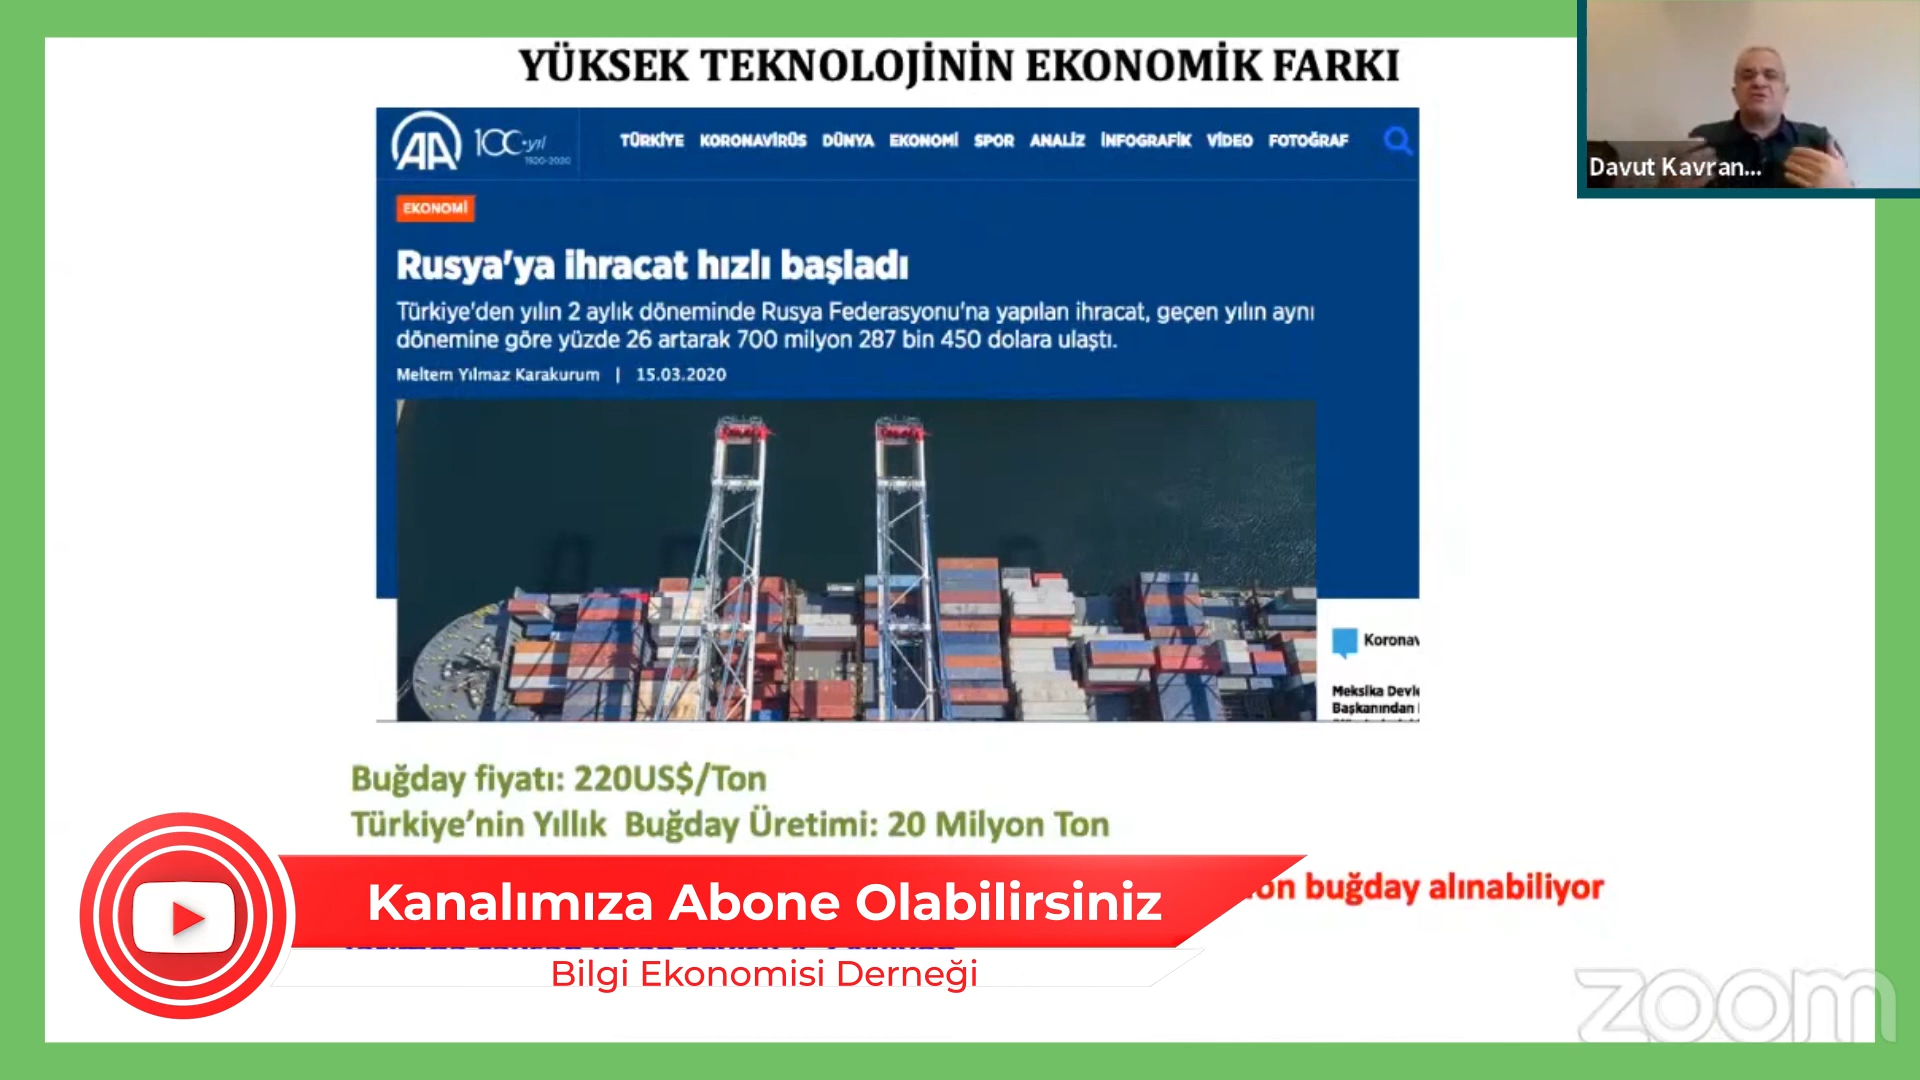 YÜKSEK TEKNOLOJİNİN EKONOMİK FARKI
Davut Kavran...
AA 100.yıl
1920-2020
TÜRKİYE KORONAVİRÜS DÜNYA EKONOMİ SPOR ANALİZ İNFOGRAFİK VİDEO FOTOĞRAF
EKONOMİ
Rusya'ya ihracat hızlı başladı
Türkiye'den yılın 2 aylık döneminde Rusya Federasyonu'na yapılan ihracat, geçen yılın aynı
dönemine göre yüzde 26 artarak 700 milyon 287 bin 450 dolara ulaştı.
Meltem Yılmaz Karakurum | 15.03.2020
Meksika
Başkanından
Buğday fiyatı: 220US$/Ton
Türkiye'nin Yıllık Buğday Üretimi: 20 Milyon Ton
buğday alınabiliyor
Kanalımıza Abone Olabilirsiniz
Bilgi Ekonomisi Derneği
zoom